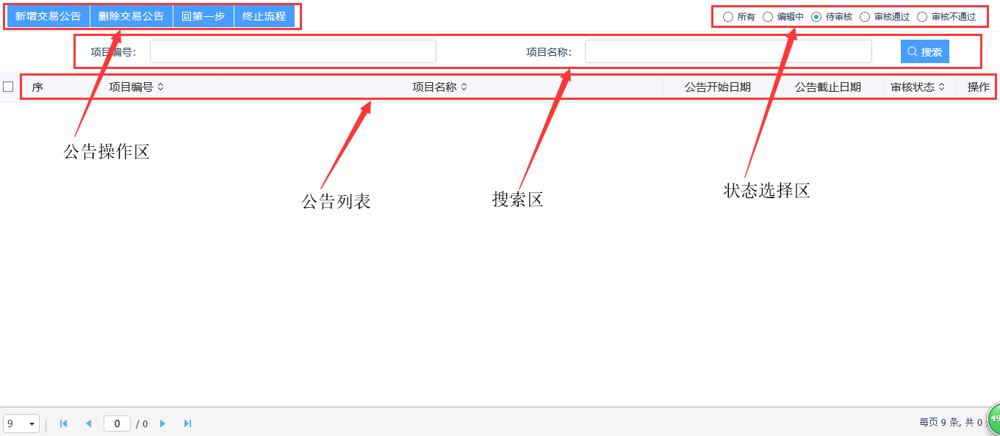 新增交易公告 删除交易公告 回第一步 终止流程 所有 编辑中 待审核 审核通过 审核不通过
项目编号: 项目名称: 搜索
序 项目编号 项目名称 公告开始日期 公告截止日期 审核状态 操作
公告操作区
公告列表 搜索区 状态选择区
9 0 / 0 每页 9 条, 共 0
49